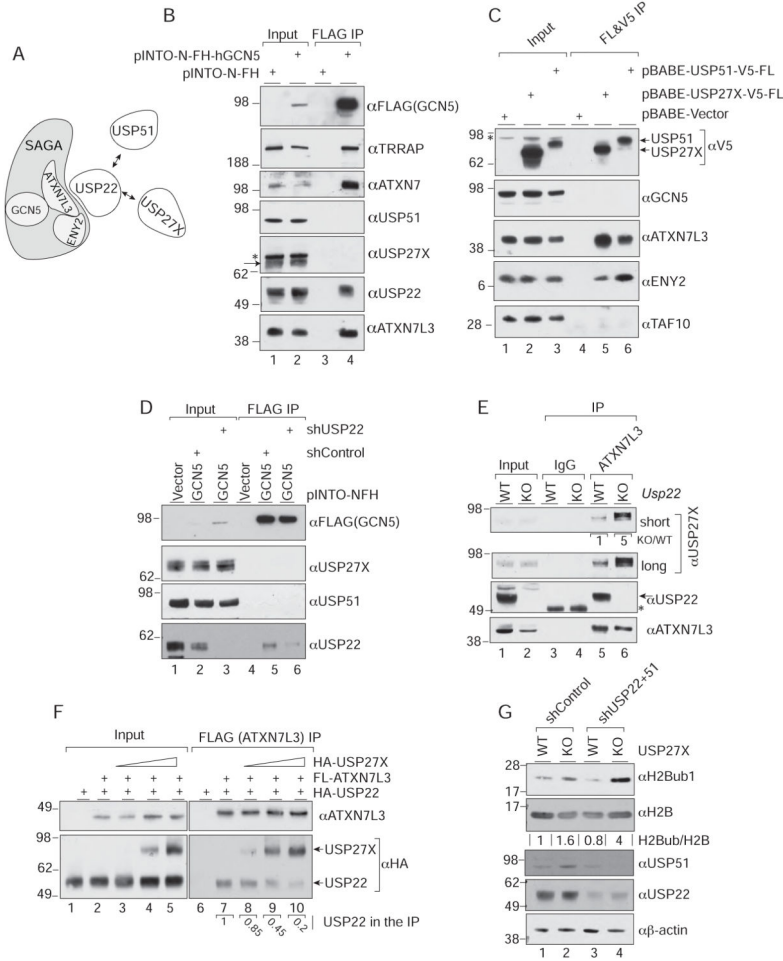 A
SAGA
GCN5
ATXN7L3
ENY2
USP22
USP51
USP27X
B
Input FLAG IP
pINTO-N-FH-hGCN5 + +
pINTO-N-FH + +
98 αFLAG(GCN5)
188 αTRRAP
98 αATXN7
98 αUSP51
* αUSP27X
62
αUSP22
49
αATXN7L3
38
1 2 3 4
C
Input FL&V5 IP
+ + pBABE-USP51-V5-FL
+ + pBABE-USP27X-V5-FL
+ + pBABE-Vector
98 * USP51
62 USP27X
αV5
98 αGCN5
38 αATXN7L3
6 αENY2
28 αTAF10
1 2 3 4 5 6
D
Input FLAG IP
+ + shUSP22
+ + shControl
Vector GCN5 GCN5 Vector GCN5 GCN5 pINTO-NFH
98 αFLAG(GCN5)
αUSP27X
62
98 αUSP51
62 αUSP22
1 2 3 4 5 6
E
IP
Input IgG ATXN7L3
WT KO WT KO WT KO Usp22
98 short
1 5 KO/WT
98 long
αUSP27X
αUSP22
49 *
αATXN7L3
38
1 2 3 4 5 6
F
Input FLAG (ATXN7L3) IP
HA-USP27X
+ + + + + + + + FL-ATXN7L3
+ + + + + + + + + + HA-USP22
49 αATXN7L3
98
USP27X
62
USP22
49
αHA
1 2 3 4 5 6 7 8 9 10
1 0.85 0.45 0.2 USP22 in the IP
G
shControl shUSP22+51
WT KO WT KO USP27X
28
αH2Bub1
17
17 αH2B
1 1.6 0.8 4 H2Bub/H2B
98 αUSP51
62
αUSP22
49
αβ-actin
38
1 2 3 4